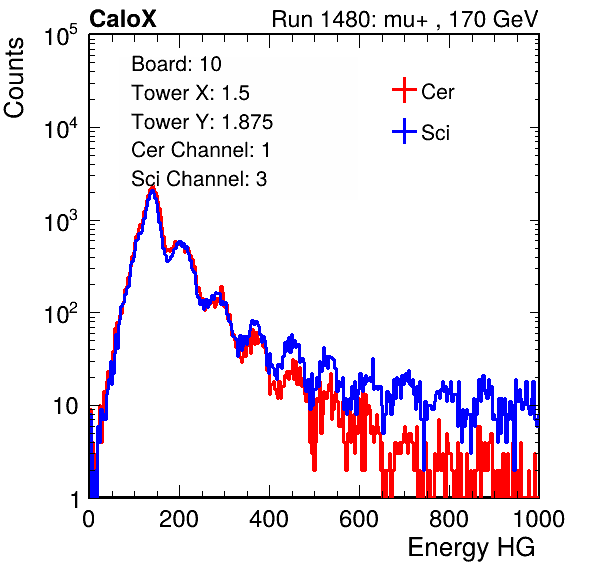 CaloX Run 1480: mu+ , 170 GeV
Board: 10
Tower X: 1.5
Tower Y: 1.875
Cer Channel: 1
Sci Channel: 3
Cer
Sci
Counts
10^5
10^4
10^3
10^2
10
1
0 200 400 600 800 1000
Energy HG